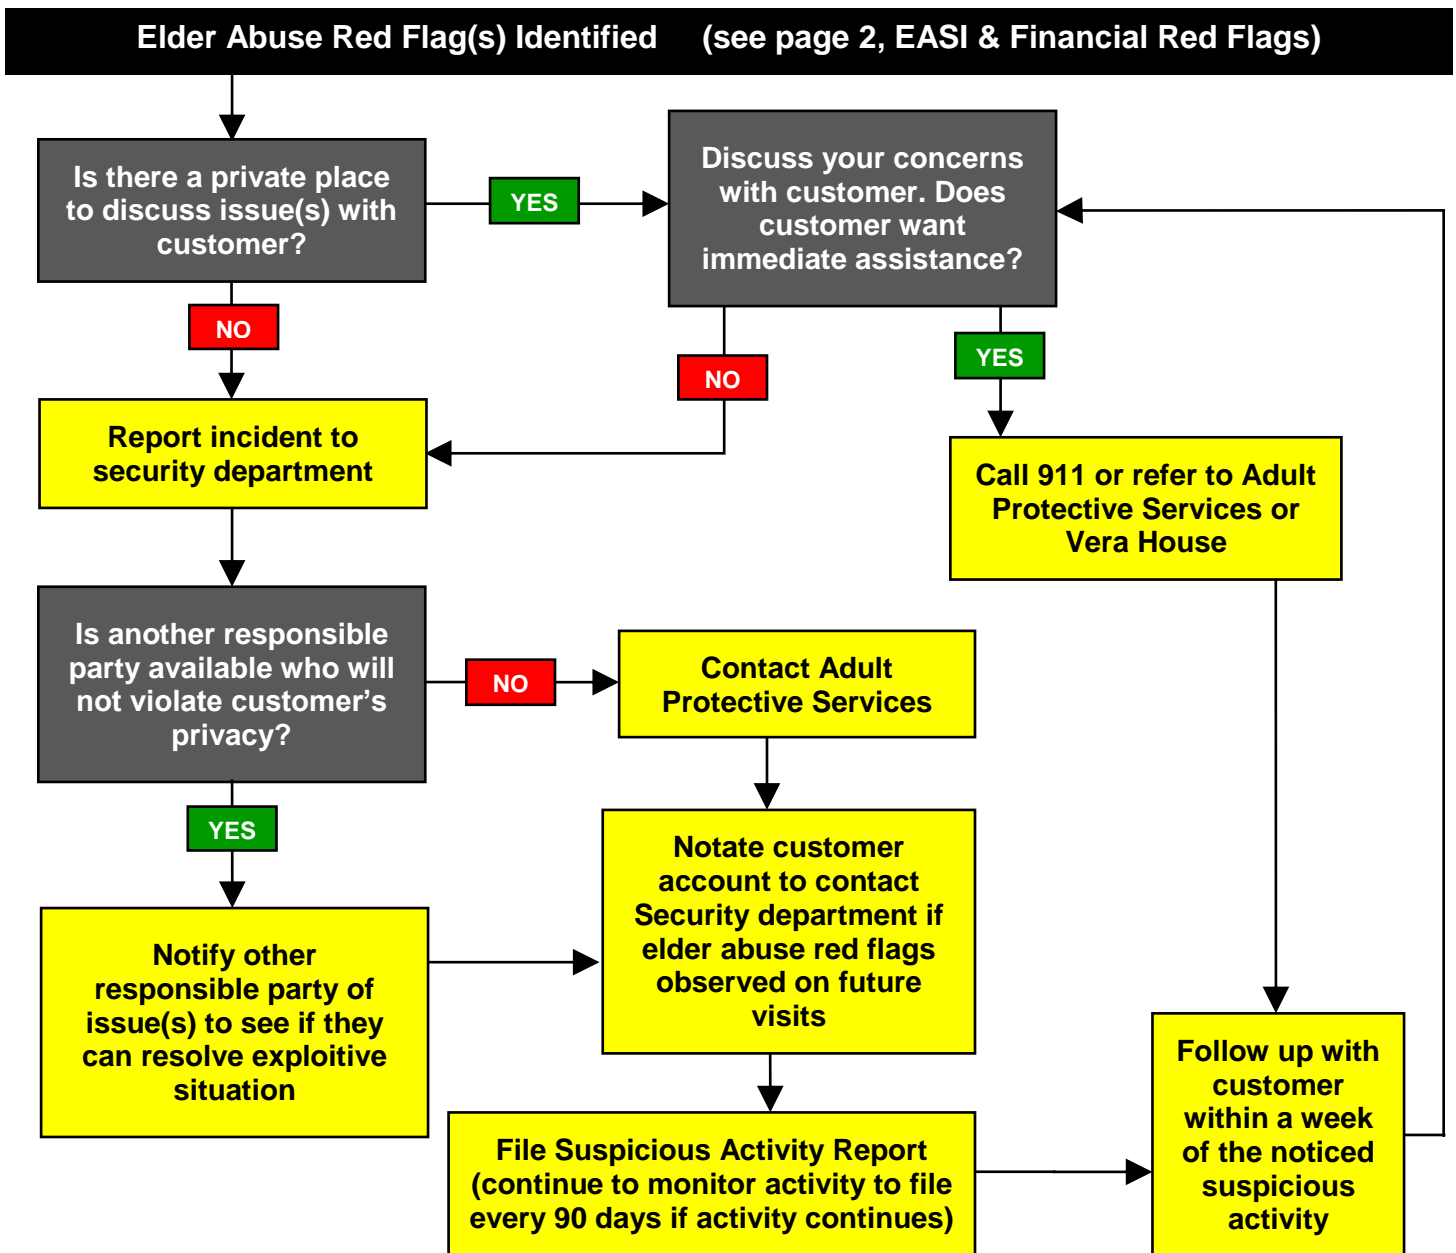 Elder Abuse Red Flag(s) Identified (see page 2, EASI & Financial Red Flags)
Is there a private place
to discuss issue(s) with
customer?
YES
Discuss your concerns
with customer. Does
customer want
immediate assistance?
NO
NO
YES
Report incident to
security department
Call 911 or refer to Adult
Protective Services or
Vera House
Is another responsible
party available who will
not violate customer’s
privacy?
NO
Contact Adult
Protective Services
YES
Notate customer
account to contact
Security department if
elder abuse red flags
observed on future
visits
Notify other
responsible party of
issue(s) to see if they
can resolve exploitive
situation
Follow up with
customer
within a week
of the noticed
suspicious
activity
File Suspicious Activity Report
(continue to monitor activity to file
every 90 days if activity continues)